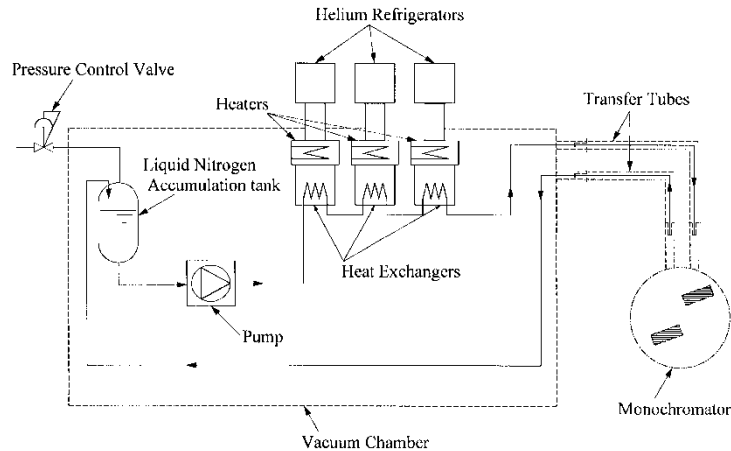 Helium Refrigerators
Pressure Control Valve
Heaters
Transfer Tubes
Liquid Nitrogen
Accumulation tank
Heat Exchangers
Pump
Monochromator
Vacuum Chamber